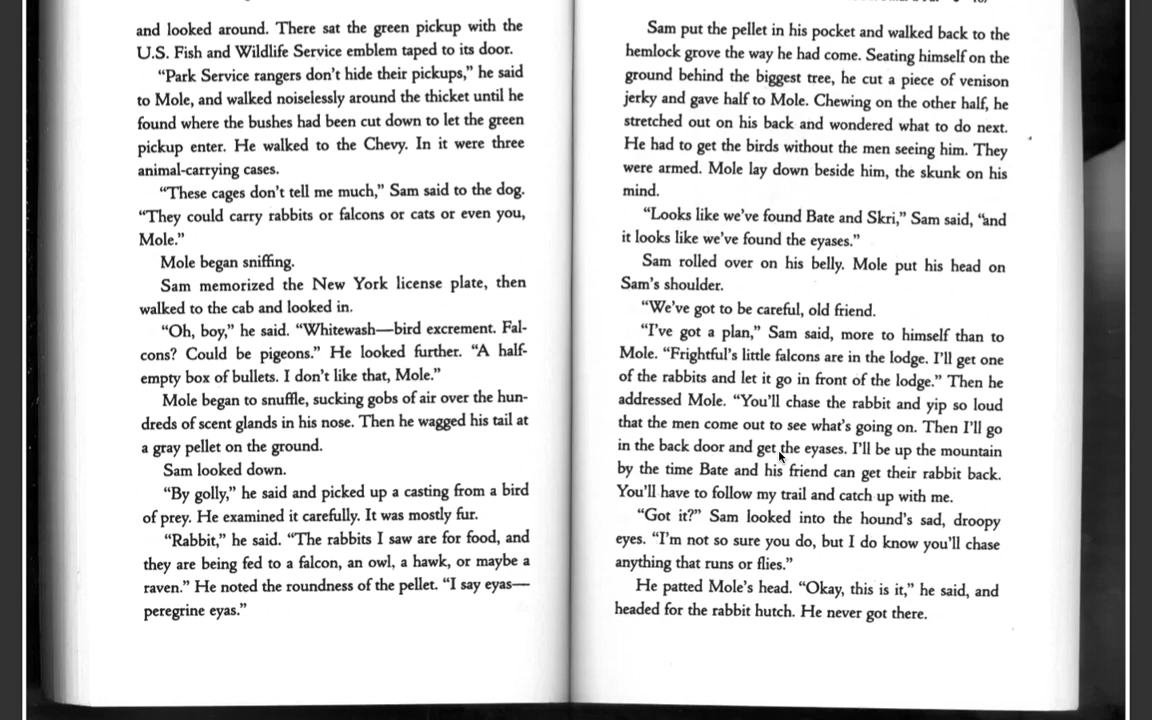 and looked around. There sat the green pickup with the
U.S. Fish and Wildlife Service emblem taped to its door.
“Park Service rangers don’t hide their pickups,” he said
to Mole, and walked noiselessly around the thicket until he
found where the bushes had been cut down to let the green
pickup enter. He walked to the Chevy. In it were three
animal-carrying cases.
“These cages don’t tell me much,” Sam said to the dog.
“They could carry rabbits or falcons or cats or even you,
Mole.”
Mole began sniffing.
Sam memorized the New York license plate, then
walked to the cab and looked in.
“Oh, boy,” he said. “Whitewash—bird excrement. Fal-
cons? Could be pigeons.” He looked further. “A half-
empty box of bullets. I don’t like that, Mole.”
Mole began to snuffle, sucking gobs of air over the hun-
dreds of scent glands in his nose. Then he wagged his tail at
a gray pellet on the ground.
Sam looked down.
“By golly,” he said and picked up a casting from a bird
of prey. He examined it carefully. It was mostly fur.
“Rabbit,” he said. “The rabbits I saw are for food, and
they are being fed to a falcon, an owl, a hawk, or maybe a
raven.” He noted the roundness of the pellet. “I say eyas—
peregrine eyas.”
Sam put the pellet in his pocket and walked back to the
hemlock grove the way he had come. Seating himself on the
ground behind the biggest tree, he cut a piece of venison
jerky and gave half to Mole. Chewing on the other half, he
stretched out on his back and wondered what to do next.
He had to get the birds without the men seeing him. They
were armed. Mole lay down beside him, the skunk on his
mind.
“Looks like we’ve found Bate and Skri,” Sam said, “and
it looks like we’ve found the eyases.”
Sam rolled over on his belly. Mole put his head on
Sam’s shoulder.
“We’ve got to be careful, old friend.
“I’ve got a plan,” Sam said, more to himself than to
Mole. “Frightful’s little falcons are in the lodge. I’ll get one
of the rabbits and let it go in front of the lodge.” Then he
addressed Mole. “You’ll chase the rabbit and yip so loud
that the men come out to see what’s going on. Then I’ll go
in the back door and get the eyases. I’ll be up the mountain
by the time Bate and his friend can get their rabbit back.
You’ll have to follow my trail and catch up with me.
“Got it?” Sam looked into the hound’s sad, droopy
eyes. “I’m not so sure you do, but I do know you’ll chase
anything that runs or flies.”
He patted Mole’s head. “Okay, this is it,” he said, and
headed for the rabbit hutch. He never got there.